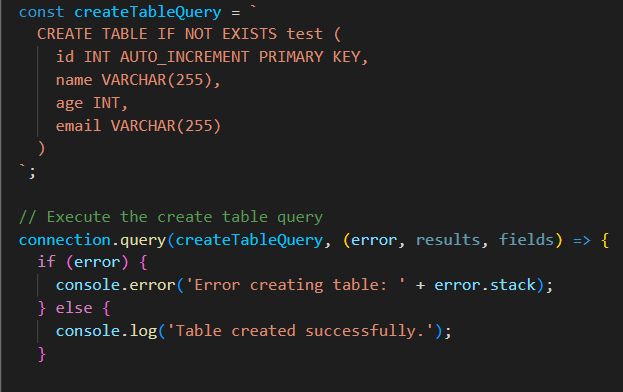 const createTableQuery = `
  CREATE TABLE IF NOT EXISTS test (
    id INT AUTO_INCREMENT PRIMARY KEY,
    name VARCHAR(255),
    age INT,
    email VARCHAR(255)
  )
`;
// Execute the create table query
connection.query(createTableQuery, (error, results, fields) => {
  if (error) {
    console.error('Error creating table: ' + error.stack);
  } else {
    console.log('Table created successfully.');
  }